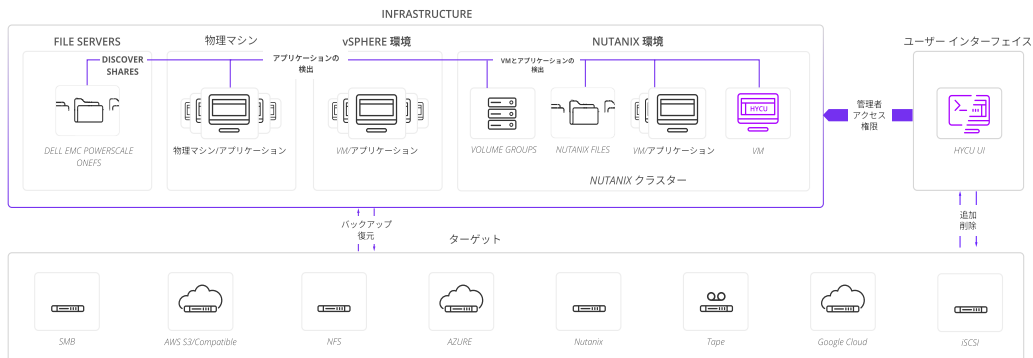 INFRASTRUCTURE
FILE SERVERS
物理マシン
vSPHERE 環境
NUTANIX 環境
ユーザー インターフェイス
DISCOVER
SHARES
アプリケーションの
検出
VMとアプリケーションの
検出
HYCU
管理者
アクセス
権限
DELL EMC POWERSCALE
ONEFS
物理マシン/アプリケーション
VM/アプリケーション
VOLUME GROUPS
NUTANIX FILES
VM/アプリケーション
VM
HYCU UI
NUTANIX クラスター
バックアップ
復元
追加
削除
ターゲット
SMB
AWS S3/Compatible
NFS
AZURE
Nutanix
Tape
Google Cloud
iSCSI